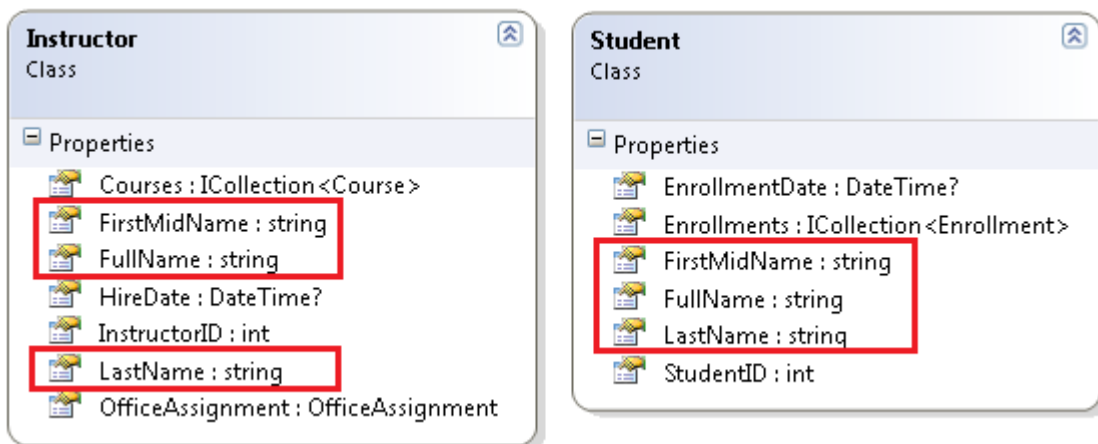 Instructor
Class
Properties
Courses : ICollection<Course>
FirstMidName : string
FullName : string
HireDate : DateTime?
InstructorID : int
LastName : string
OfficeAssignment : OfficeAssignment
Student
Class
Properties
EnrollmentDate : DateTime?
Enrollments : ICollection<Enrollment>
FirstMidName : string
FullName : string
LastName : string
StudentID : int